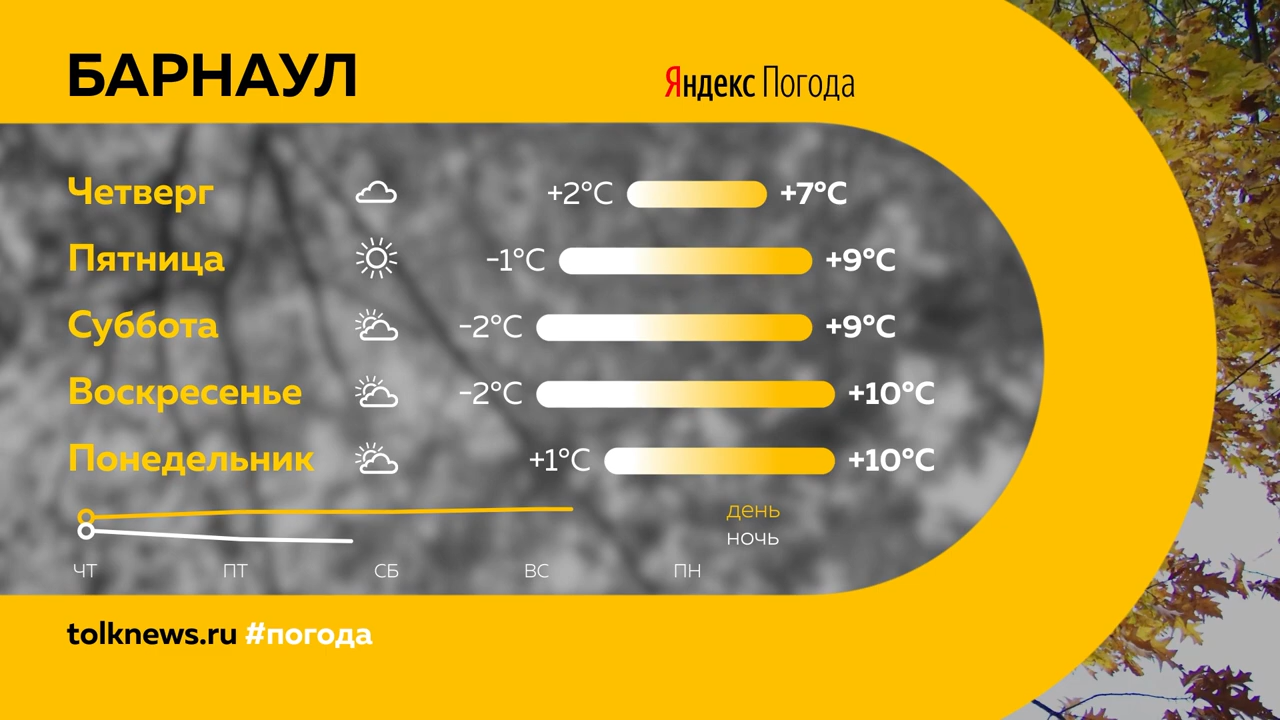 БАРНАУЛ
Яндекс Погода
Четверг +2°C +7°C
Пятница -1°C +9°C
Суббота -2°C +9°C
Воскресенье -2°C +10°C
Понедельник +1°C +10°C
день
ночь
ЧТ ПТ СБ ВС ПН
tolknews.ru #погода